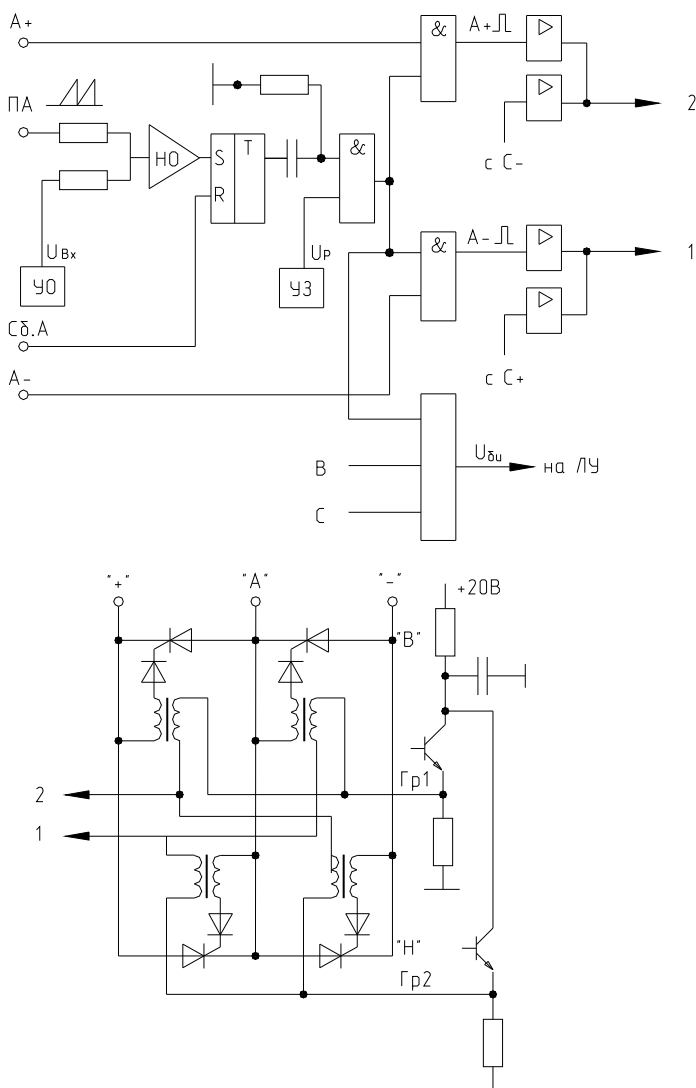 А+
&
А+
2
ПА
Т
&
НО
S
R
с С-
Uвх
Uр
&
А-
1
УО
УЗ
Сб.А
с С+
А-
Uби
на ЛУ
В
С
"+"
"А"
"-"
+20В
"В"
Гр1
2
1
"Н"
Гр2